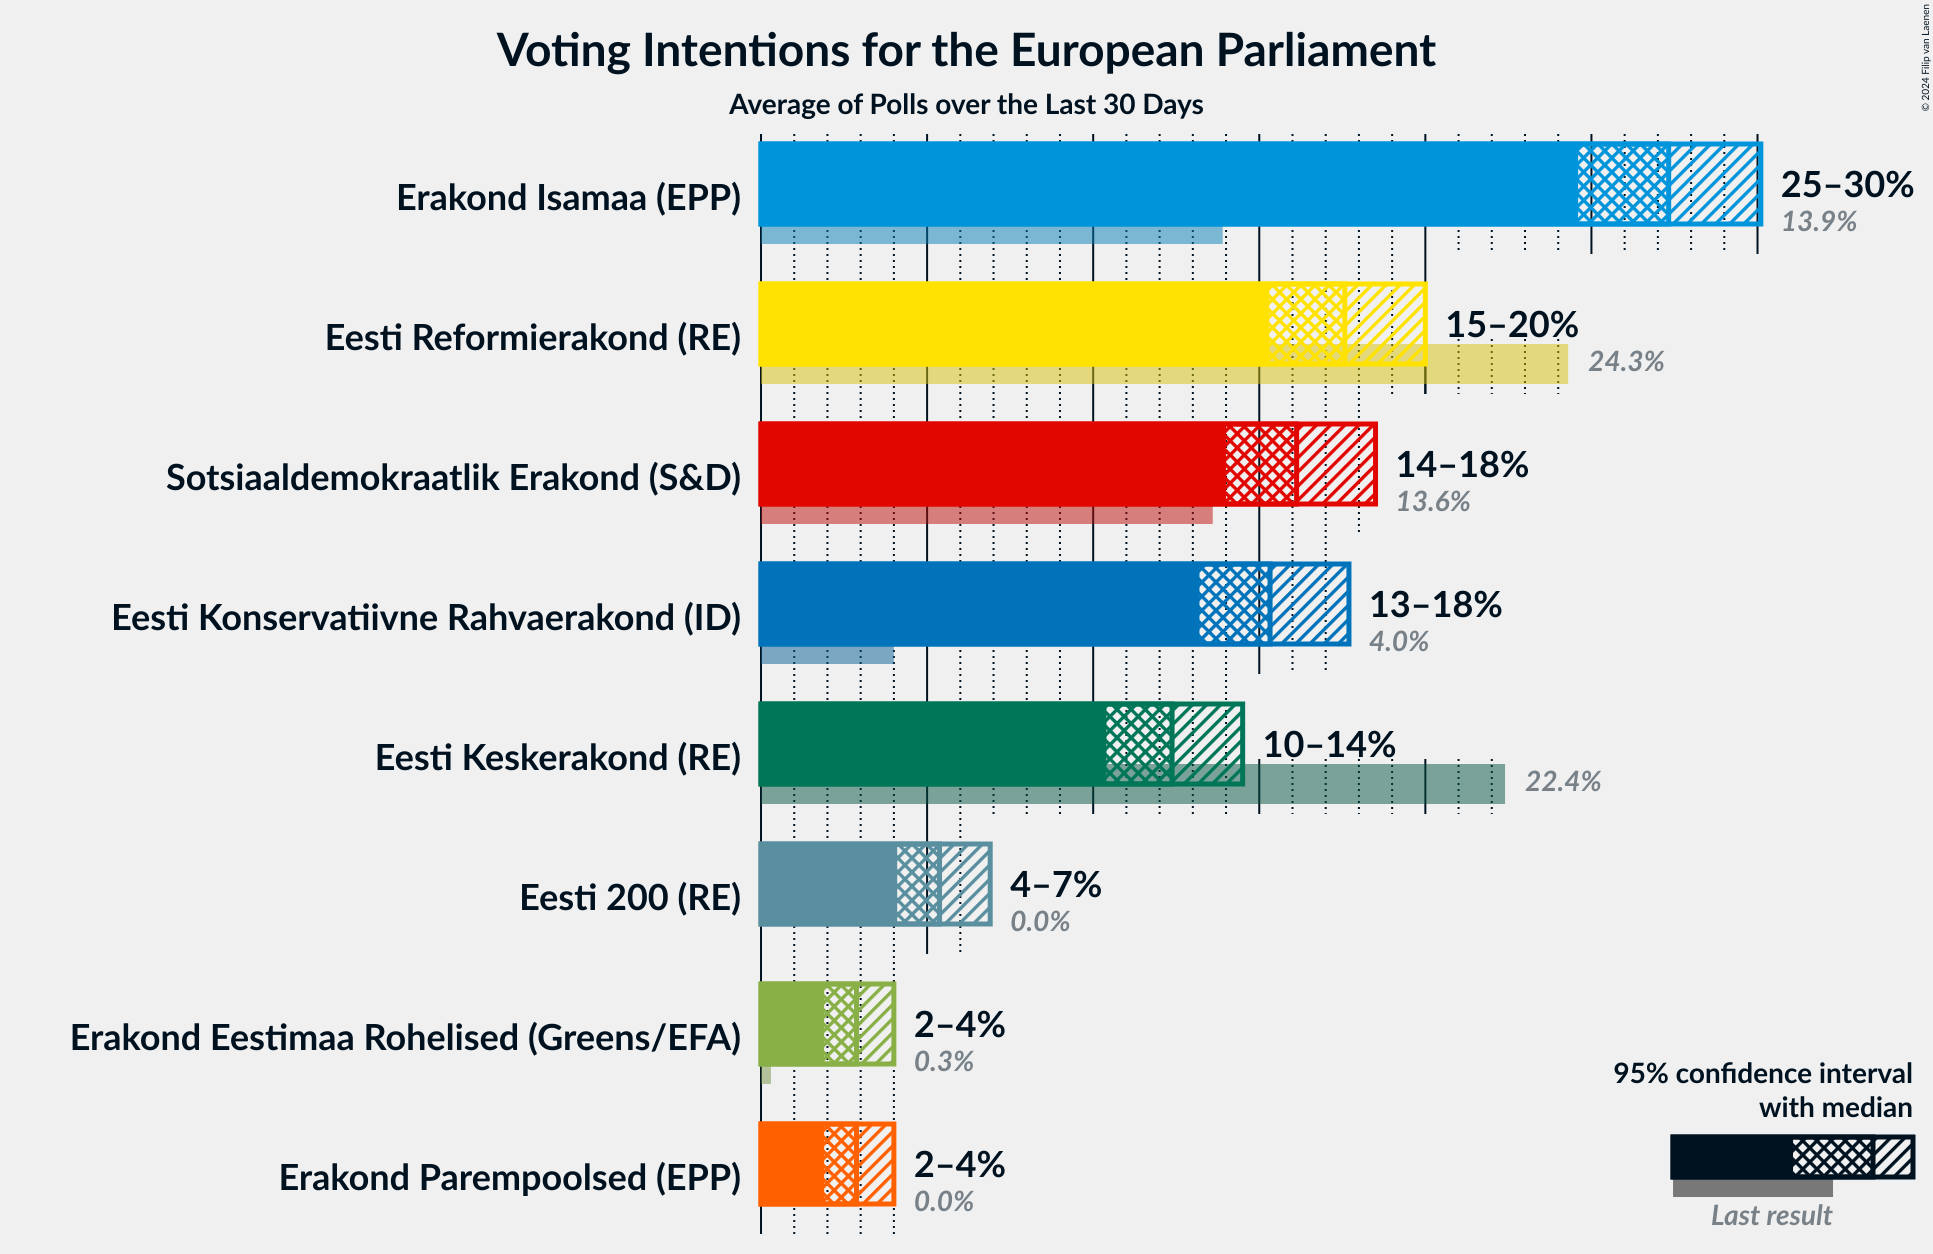 Voting Intentions for the European Parliament
Average of Polls over the Last 30 Days
© 2024 Filip van Laenen
Erakond Isamaa (EPP)
25–30%
13.9%
Eesti Reformierakond (RE)
15–20%
24.3%
Sotsiaaldemokraatlik Erakond (S&D)
14–18%
13.6%
Eesti Konservatiivne Rahvaerakond (ID)
13–18%
4.0%
Eesti Keskerakond (RE)
10–14%
22.4%
Eesti 200 (RE)
4–7%
0.0%
Erakond Eestimaa Rohelised (Greens/EFA)
2–4%
0.3%
Erakond Parempoolsed (EPP)
2–4%
0.0%
95% confidence interval
with median
Last result